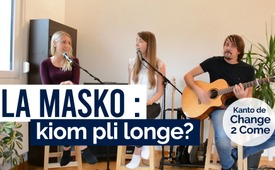 LA MASKO :
kiom pli longe?
Kanto de
Change
2 Come